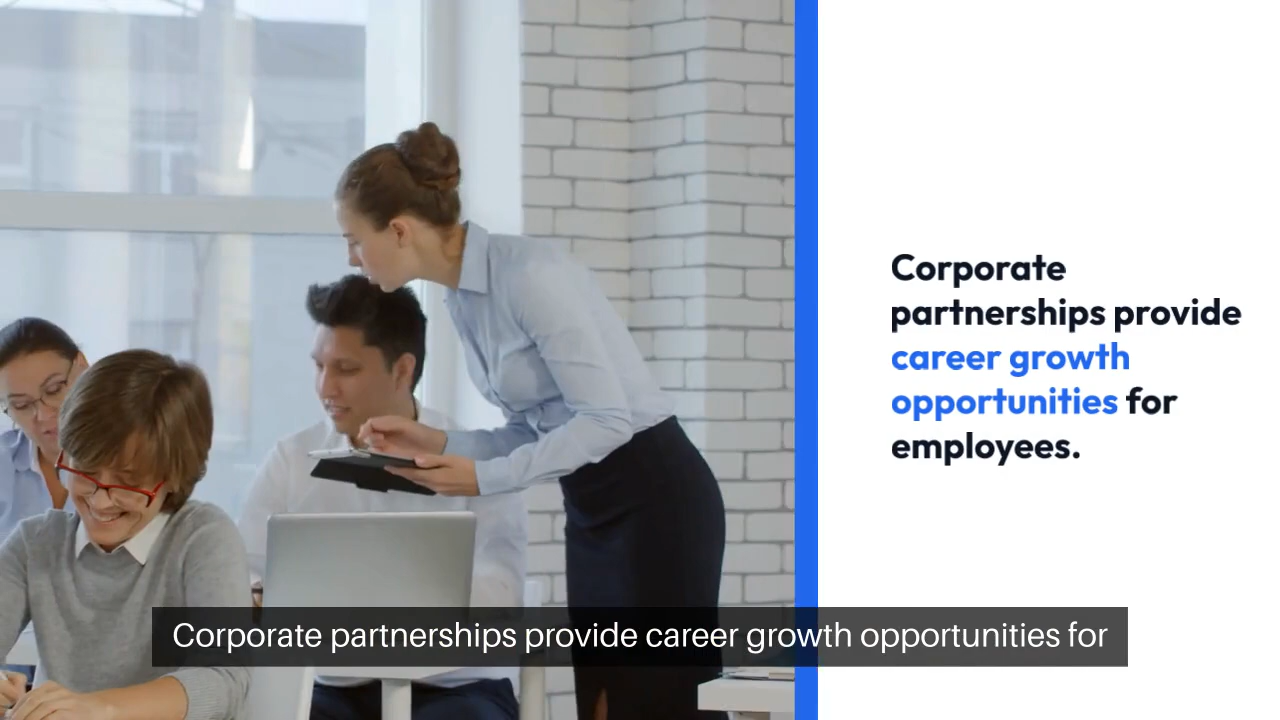 Corporate
partnerships provide
career growth
opportunities for
employees.
Corporate partnerships provide career growth opportunities for